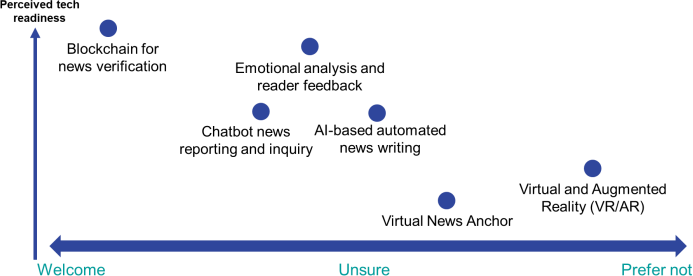 Perceived tech
readiness
Blockchain for
news verification
Emotional analysis and
reader feedback
Chatbot news
reporting and inquiry
AI-based automated
news writing
Virtual and Augmented
Reality (VR/AR)
Virtual News Anchor
Welcome
Unsure
Prefer not